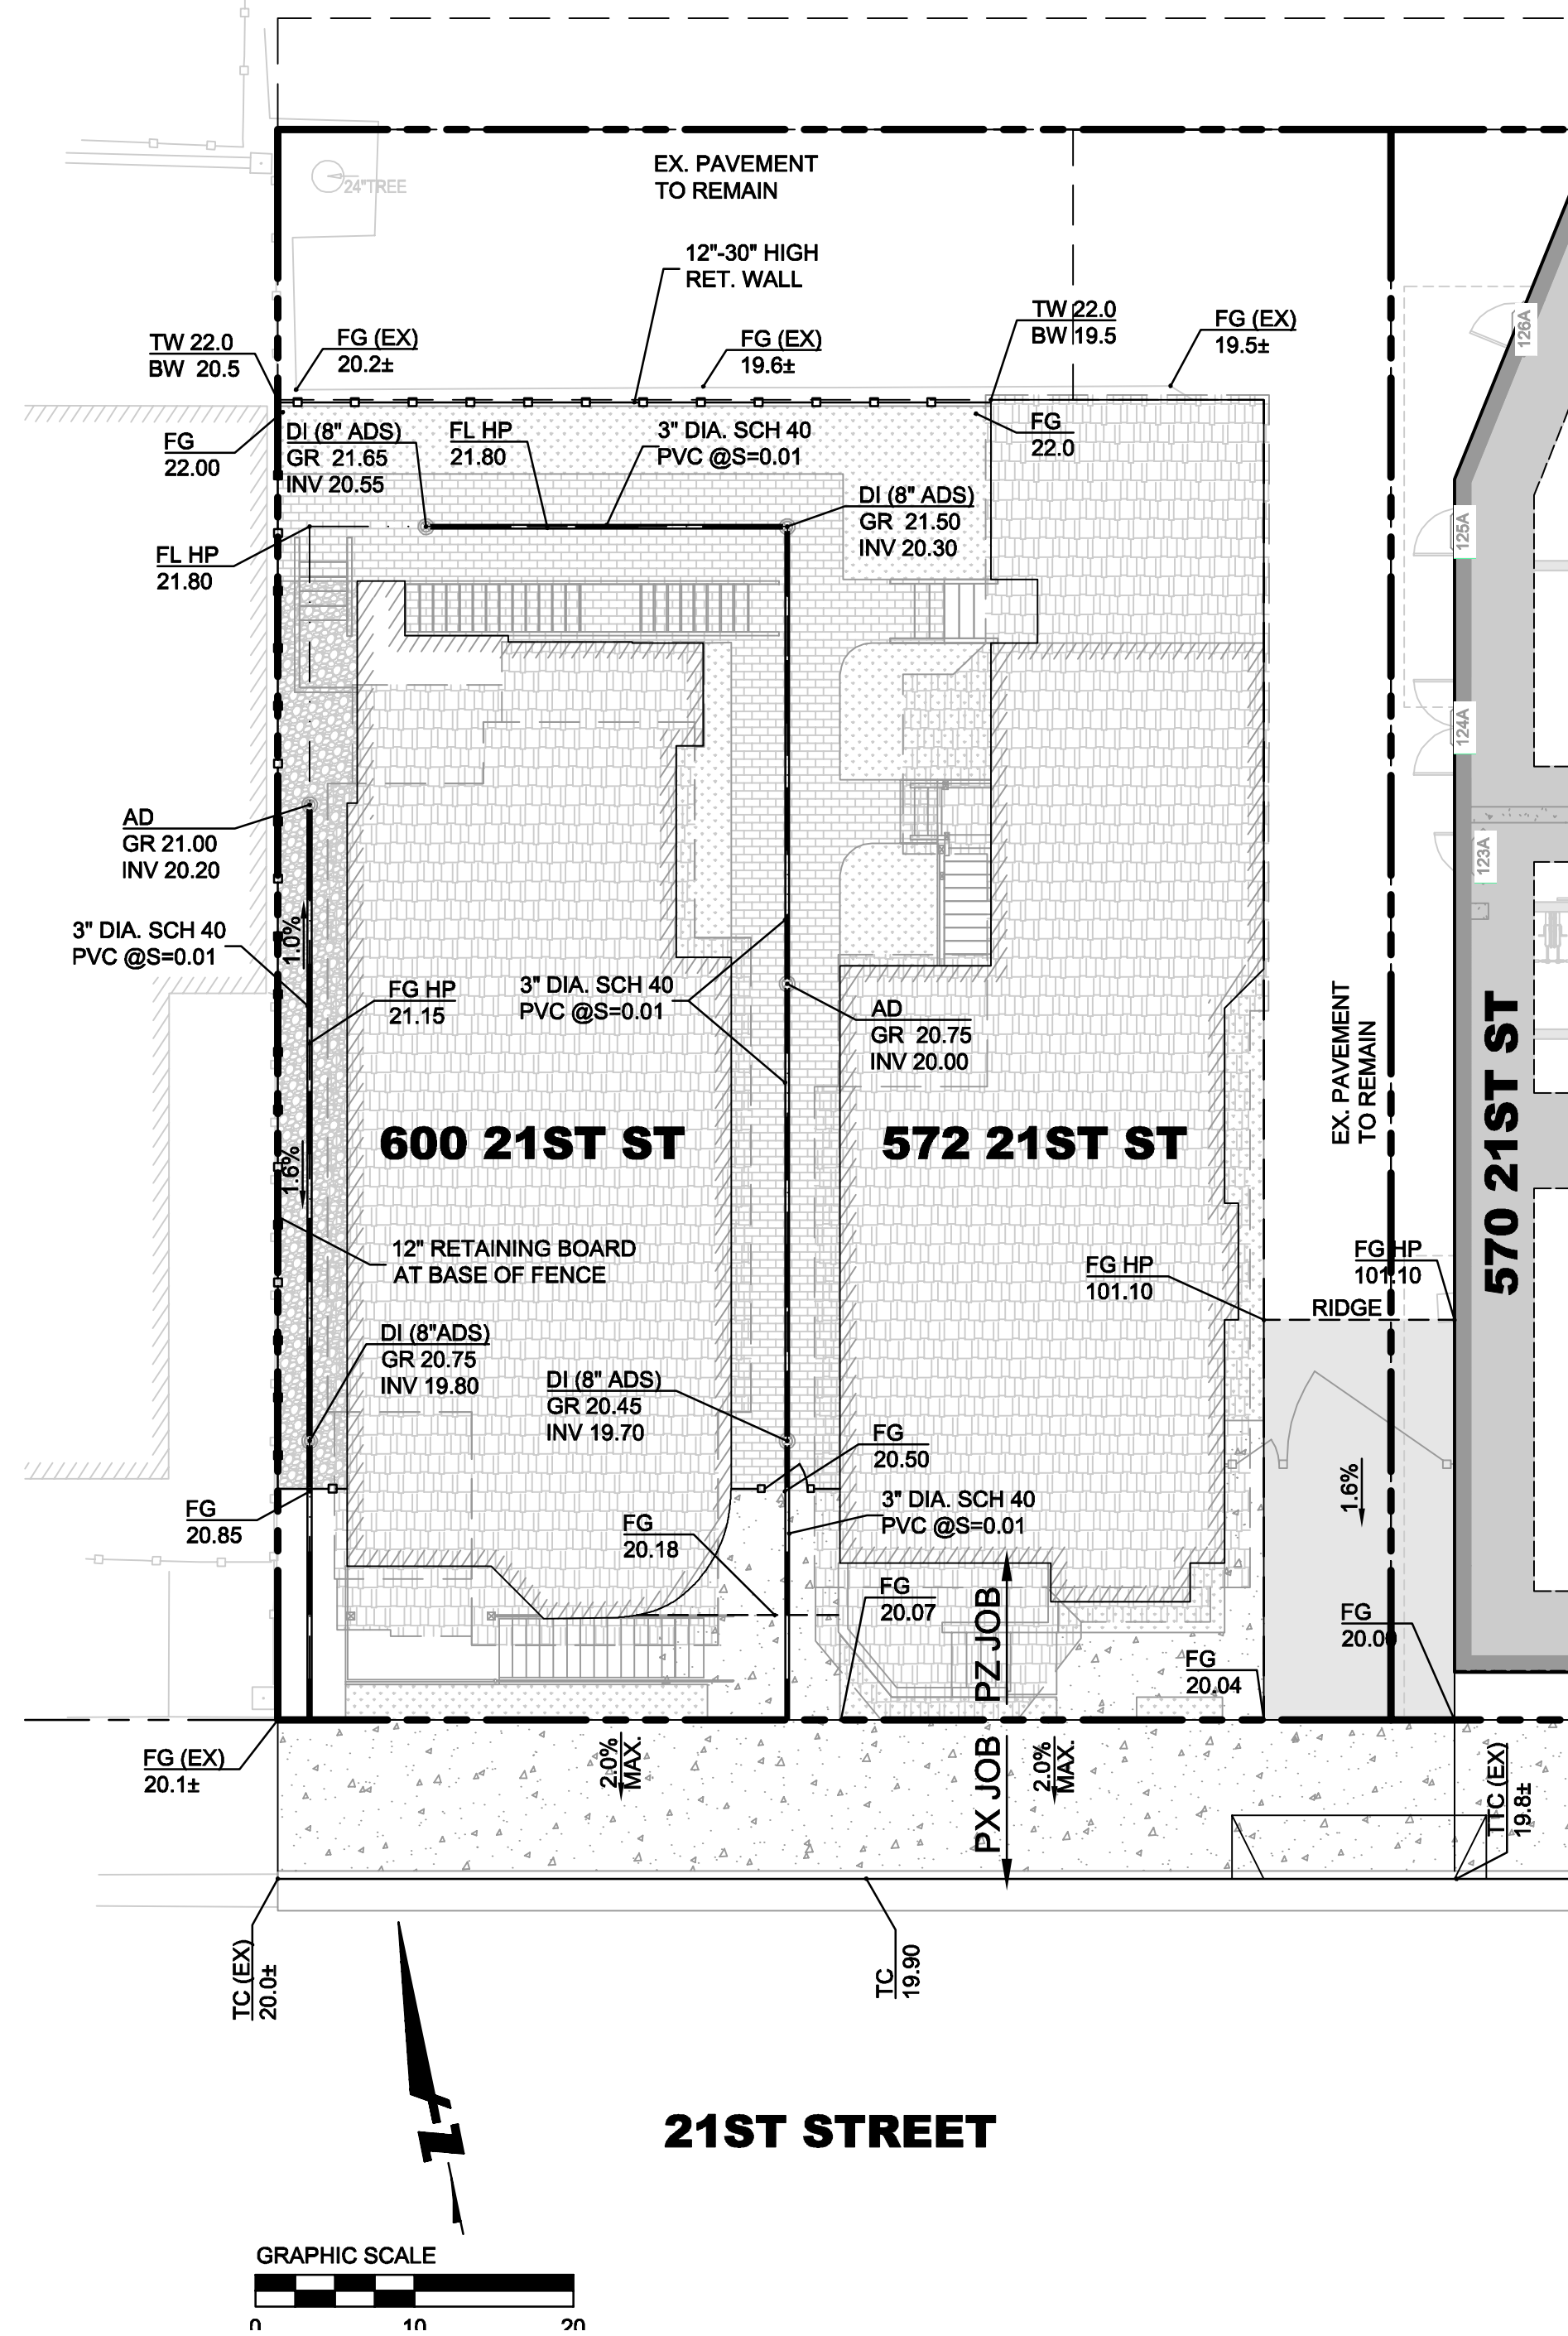 24"TREE
EX. PAVEMENT
TO REMAIN
12"-30" HIGH
RET. WALL
TW 22.0
BW 20.5
FG (EX)
20.2±
FG (EX)
19.6±
TW 22.0
BW 19.5
FG (EX)
19.5±
126A
FG
22.00
DI (8" ADS)
GR 21.65
INV 20.55
FL HP
21.80
3" DIA. SCH 40
PVC @S=0.01
FG
22.0
DI (8" ADS)
GR 21.50
INV 20.30
125A
FL HP
21.80
124A
AD
GR 21.00
INV 20.20
123A
3" DIA. SCH 40
PVC @S=0.01
1.0%
FG HP
21.15
3" DIA. SCH 40
PVC @S=0.01
AD
GR 20.75
INV 20.00
EX. PAVEMENT
TO REMAIN
570 21ST ST
600 21ST ST
572 21ST ST
1.6%
12" RETAINING BOARD
AT BASE OF FENCE
FG HP
101.10
FG HP
101.10
RIDGE
DI (8"ADS)
GR 20.75
INV 19.80
DI (8" ADS)
GR 20.45
INV 19.70
FG
20.50
1.6%
FG
20.85
3" DIA. SCH 40
PVC @S=0.01
FG
20.18
FG
20.07
PZ JOB
FG
20.00
FG
20.04
FG (EX)
20.1±
2.0%
MAX.
PX JOB
2.0%
MAX.
TTC (EX)
19.8±
TC (EX)
20.0±
TC
19.90
Z
21ST STREET
GRAPHIC SCALE
0 10 20